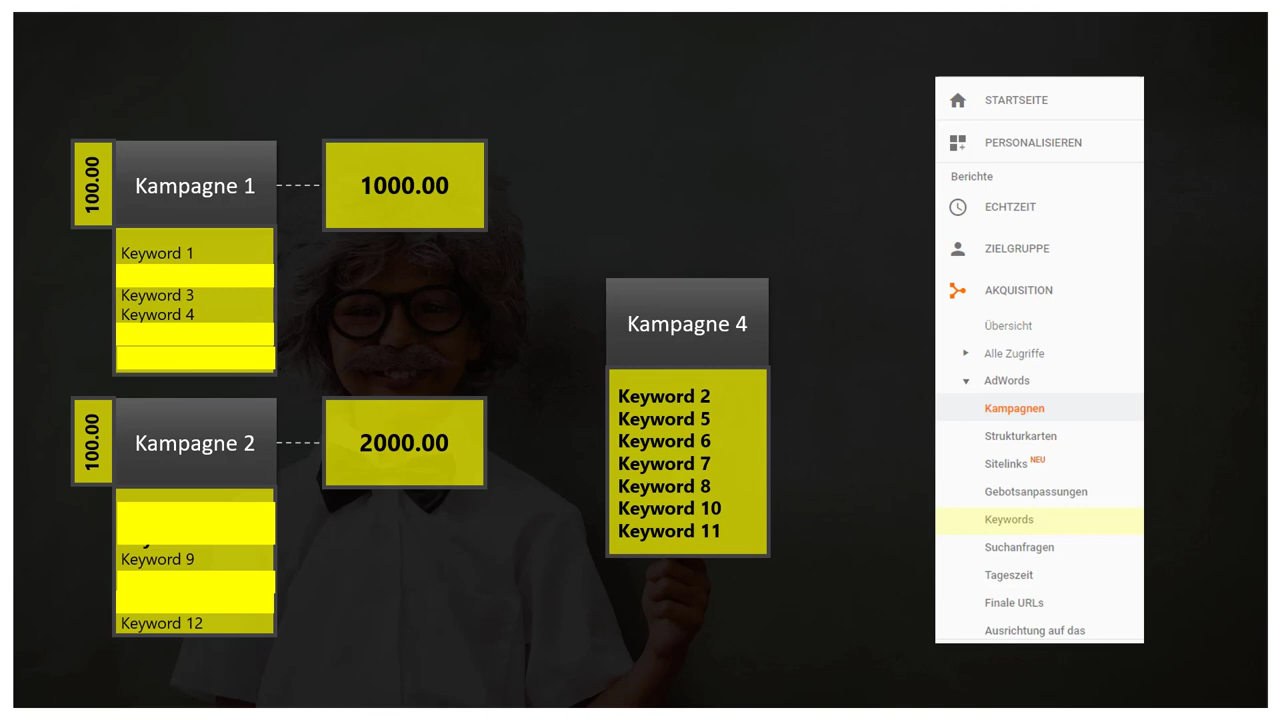 100.00
Kampagne 1
1000.00
Keyword 1
Keyword 3
Keyword 4
100.00
Kampagne 2
2000.00
Keyword 9
Keyword 12
Kampagne 4
Keyword 2
Keyword 5
Keyword 6
Keyword 7
Keyword 8
Keyword 10
Keyword 11
STARTSEITE
PERSONALISIEREN
Berichte
ECHTZEIT
ZIELGRUPPE
AKQUISITION
Übersicht
Alle Zugriffe
AdWords
Kampagnen
Strukturkarten
Sitelinks NEU
Gebotsanpassungen
Keywords
Suchanfragen
Tageszeit
Finale URLs
Ausrichtung auf das